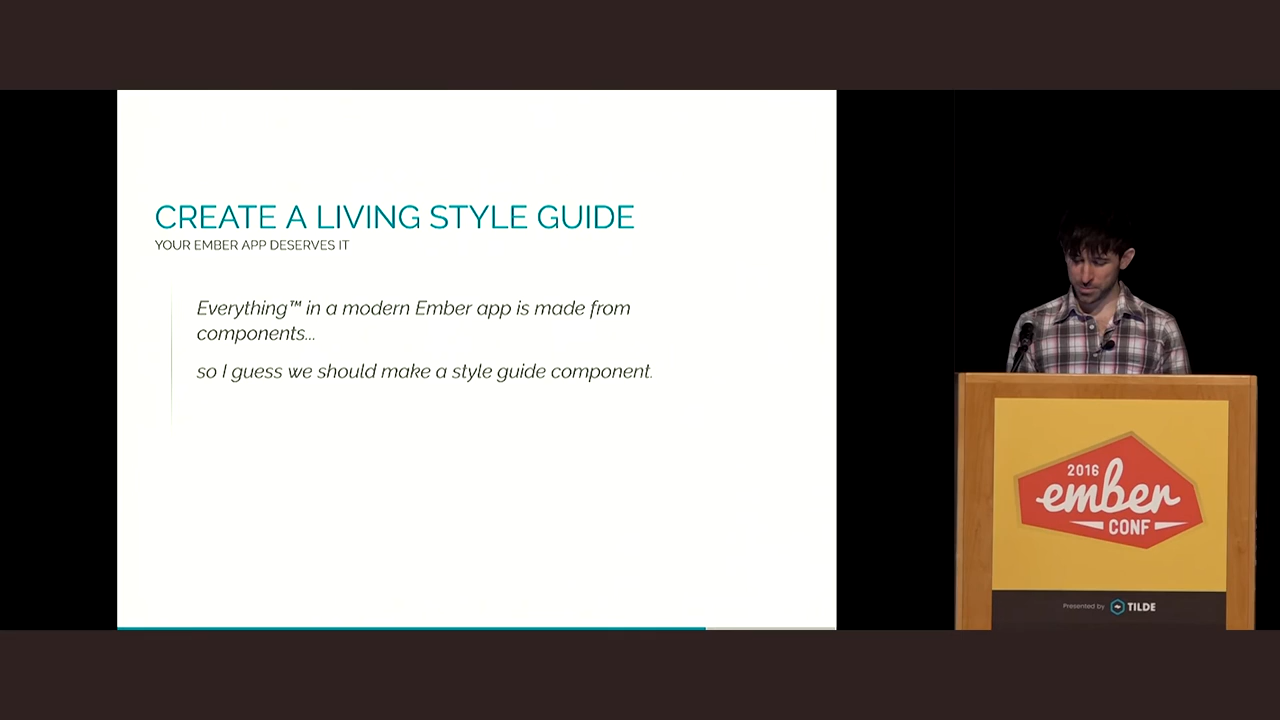 CREATE A LIVING STYLE GUIDE
YOUR EMBER APP DESERVES IT
Everything™ in a modern Ember app is made from
components...
so I guess we should make a style guide component.
2016
ember
CONF
Presented by TILDE